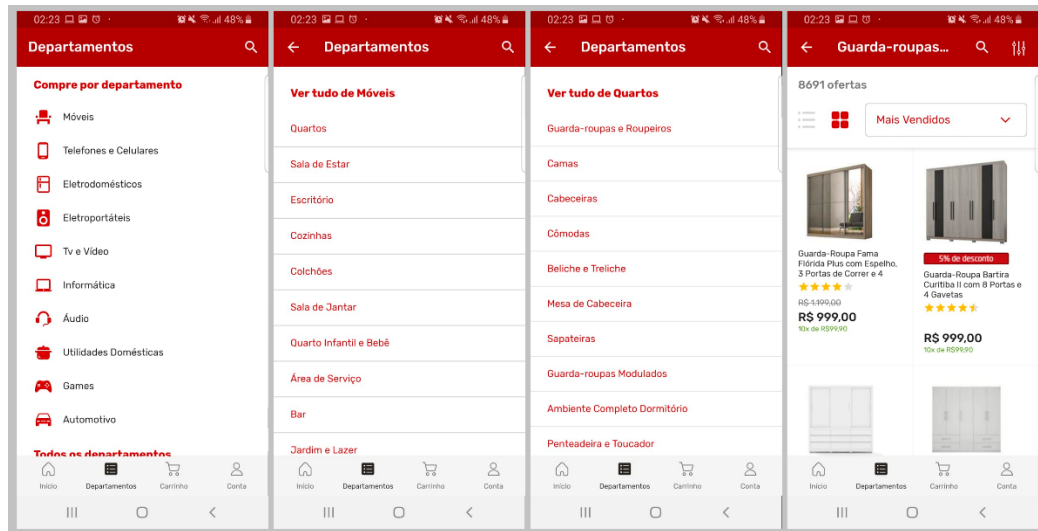 02:23
48%
Departamentos
Compre por departamento
Móveis
Telefones e Celulares
Eletrodomésticos
Eletroportáteis
Tv e Vídeo
Informática
Áudio
Utilidades Domésticas
Games
Automotivo
Todos os departamentos
Início
Departamentos
Carrinho
Conta
02:23
48%
Departamentos
Ver tudo de Móveis
Quartos
Sala de Estar
Escritório
Cozinhas
Colchões
Sala de Jantar
Quarto Infantil e Bebê
Área de Serviço
Bar
Jardim e Lazer
Início
Departamentos
Carrinho
Conta
02:23
48%
Departamentos
Ver tudo de Quartos
Guarda-roupas e Roupeiros
Camas
Cabeceiras
Cômodas
Beliche e Treliche
Mesa de Cabeceira
Sapateiras
Guarda-roupas Modulados
Ambiente Completo Dormitório
Penteadeira e Toucador
Início
Departamentos
Carrinho
Conta
02:23
48%
Guarda-roupas...
8691 ofertas
Mais Vendidos
Guarda-Roupa Fama
Flórida Plus com Espelho,
3 Portas de Correr e 4
R$ 1.199,00
R$ 999,00
10x de R$99,90
5% de desconto
Guarda-Roupa Bartira
Curitiba II com 8 Portas e
4 Gavetas
R$ 999,00
10x de R$99,90
Início
Departamentos
Carrinho
Conta